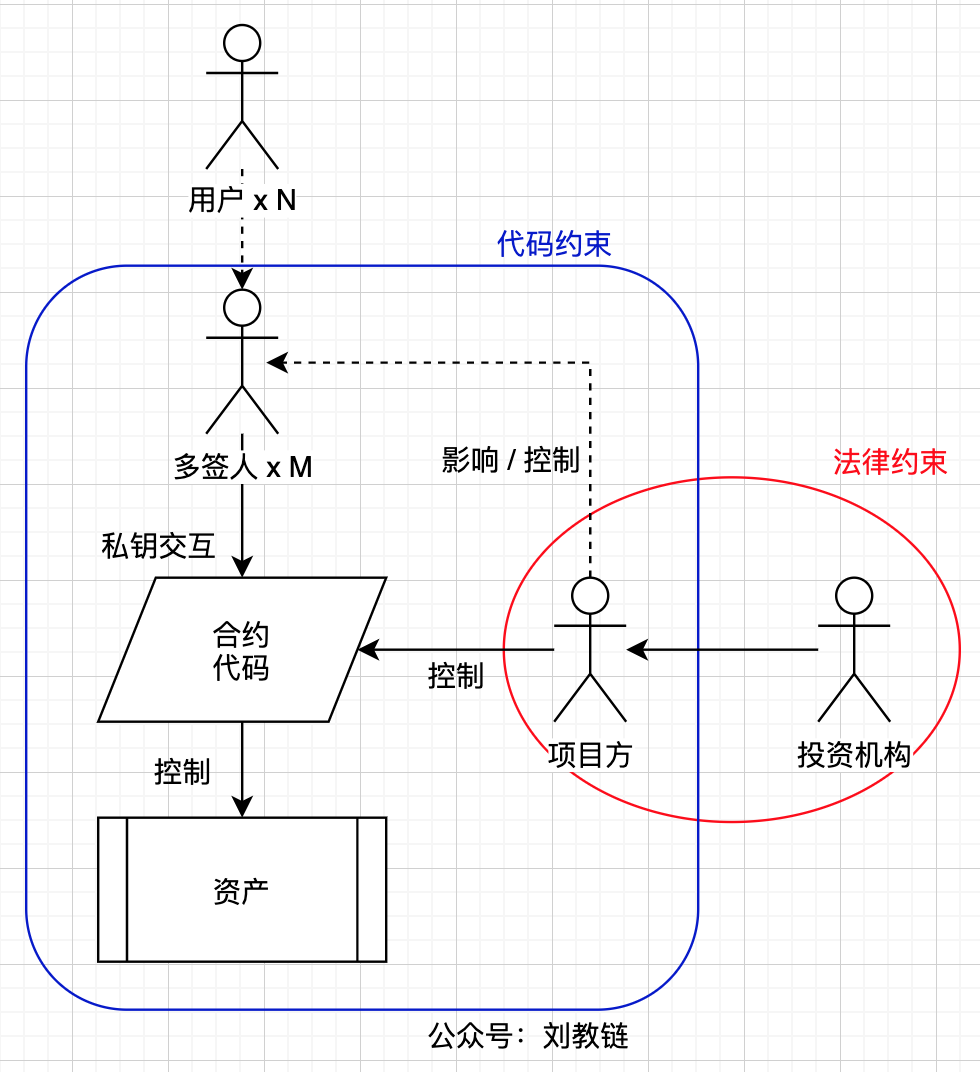 用户 x N
代码约束
多签人 x M
影响 / 控制
法律约束
私钥交互
合约
代码
控制
项目方
投资机构
控制
资产
公众号：刘教链